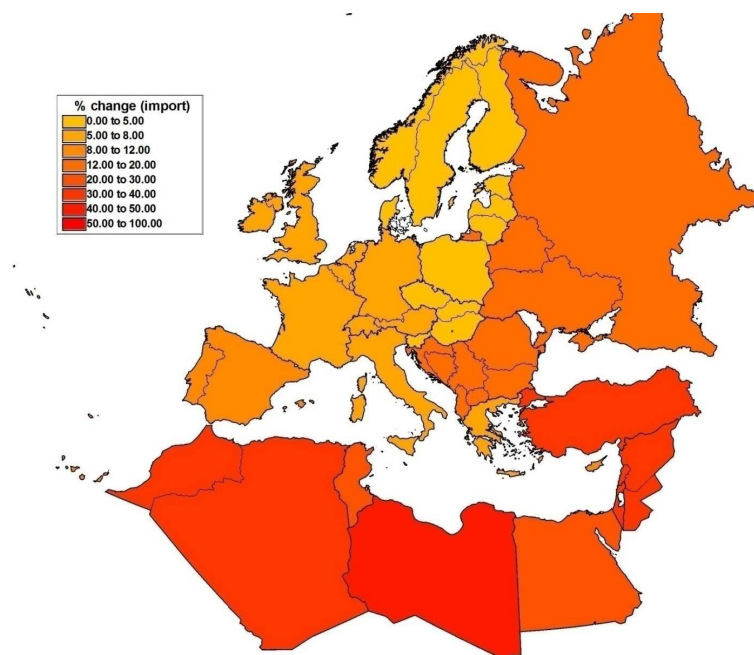 % change (import)
0.00 to 5.00
5.00 to 8.00
8.00 to 12.00
12.00 to 20.00
20.00 to 30.00
30.00 to 40.00
40.00 to 50.00
50.00 to 100.00